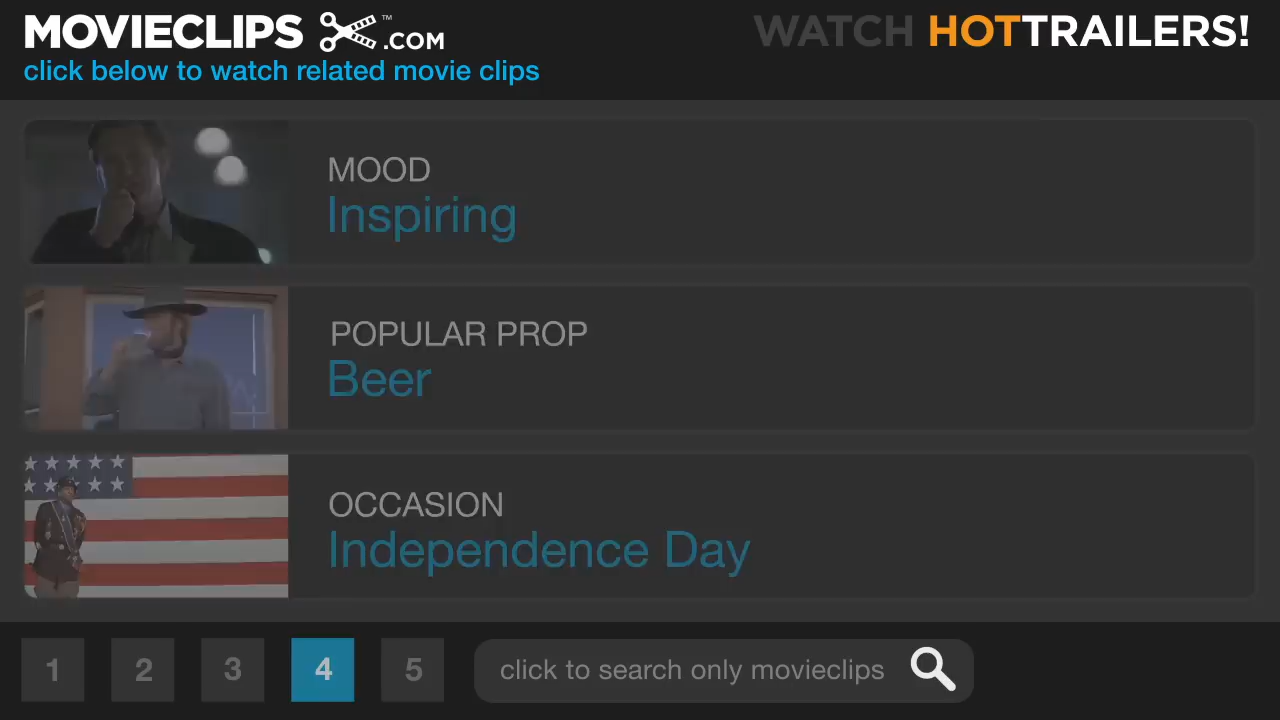 MOVIECLIPS ™ .COM
WATCH HOTTRAILERS!
click below to watch related movie clips
MOOD
Inspiring
POPULAR PROP
Beer
OCCASION
Independence Day
1 2 3 4 5
click to search only movieclips